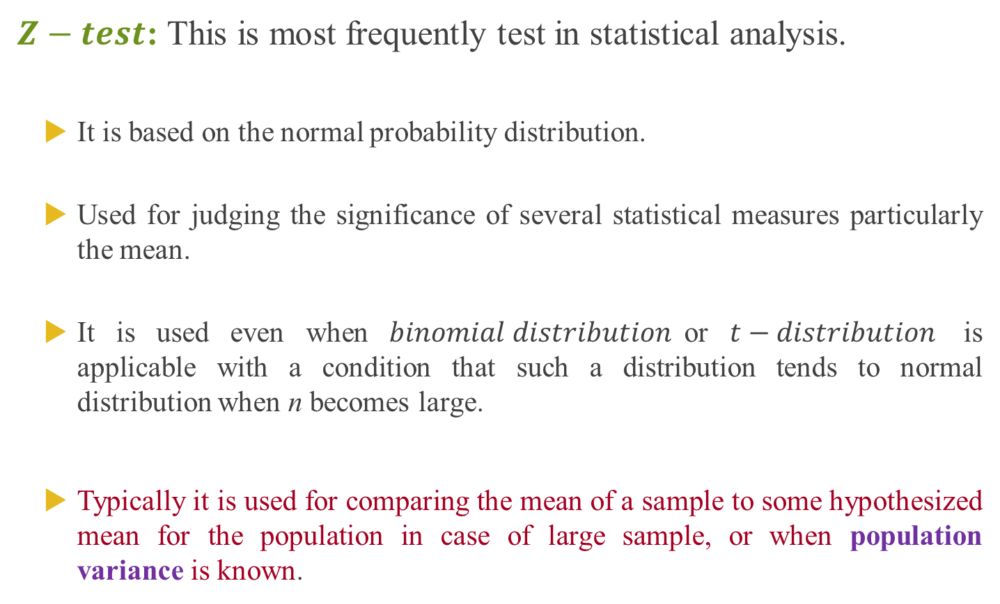 Z – test: This is most frequently test in statistical analysis.
It is based on the normal probability distribution.
Used for judging the significance of several statistical measures particularly
the mean.
It is used even when binomial distribution or t – distribution is
applicable with a condition that such a distribution tends to normal
distribution when n becomes large.
Typically it is used for comparing the mean of a sample to some hypothesized
mean for the population in case of large sample, or when population
variance is known.